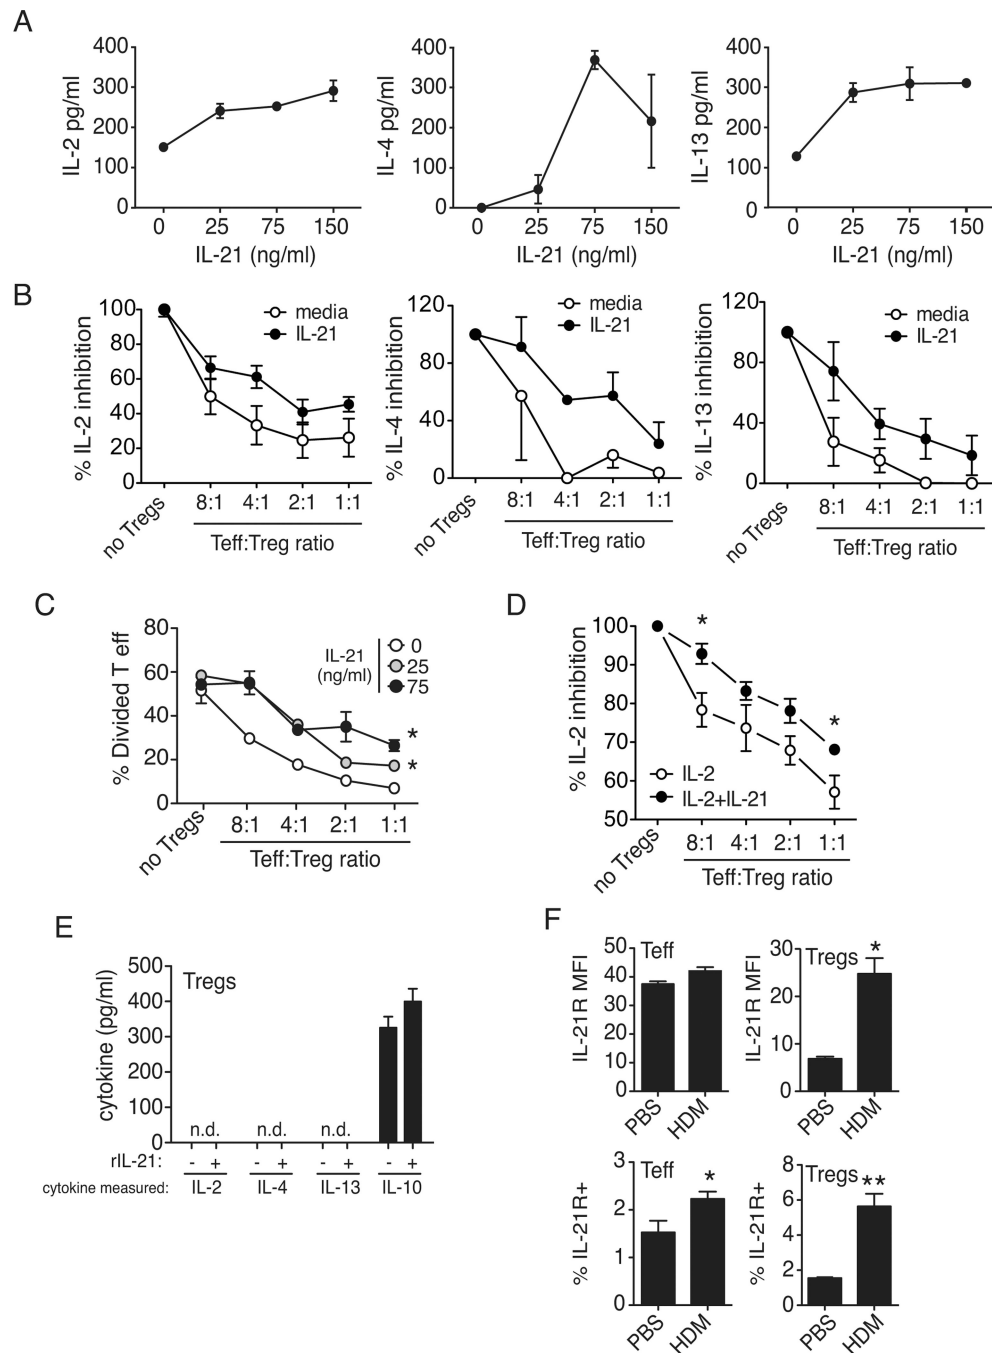 A
400
300
200
100
0
IL-2 pg/ml
0 25 75 150
IL-21 (ng/ml)
400
300
200
100
0
IL-4 pg/ml
0 25 75 150
IL-21 (ng/ml)
400
300
200
100
0
IL-13 pg/ml
0 25 75 150
IL-21 (ng/ml)
B
100
80
60
40
20
0
% IL-2 inhibition
media
IL-21
no Tregs
8:1 4:1 2:1 1:1
Teff:Treg ratio
120
80
40
0
% IL-4 inhibition
media
IL-21
no Tregs
8:1 4:1 2:1 1:1
Teff:Treg ratio
120
80
40
0
% IL-13 inhibition
media
IL-21
no Tregs
8:1 4:1 2:1 1:1
Teff:Treg ratio
C
80
60
40
20
0
% Divided T eff
IL-21
(ng/ml)
0
25
75
*
*
no Tregs
8:1 4:1 2:1 1:1
Teff:Treg ratio
D
100
90
80
70
60
50
% IL-2 inhibition
*
*
IL-2
IL-2+IL-21
no Tregs
8:1 4:1 2:1 1:1
Teff:Treg ratio
E
500
400
300
200
100
0
cytokine (pg/ml)
Tregs
n.d. n.d. n.d.
rIL-21: - + - + - + - +
cytokine measured: IL-2 IL-4 IL-13 IL-10
F
50
40
30
20
10
0
IL-21R MFI
Teff
PBS HDM
30
20
10
0
IL-21R MFI
Tregs
*
PBS HDM
3
2
1
0
% IL-21R+
Teff
*
PBS HDM
8
6
4
2
0
% IL-21R+
Tregs
**
PBS HDM